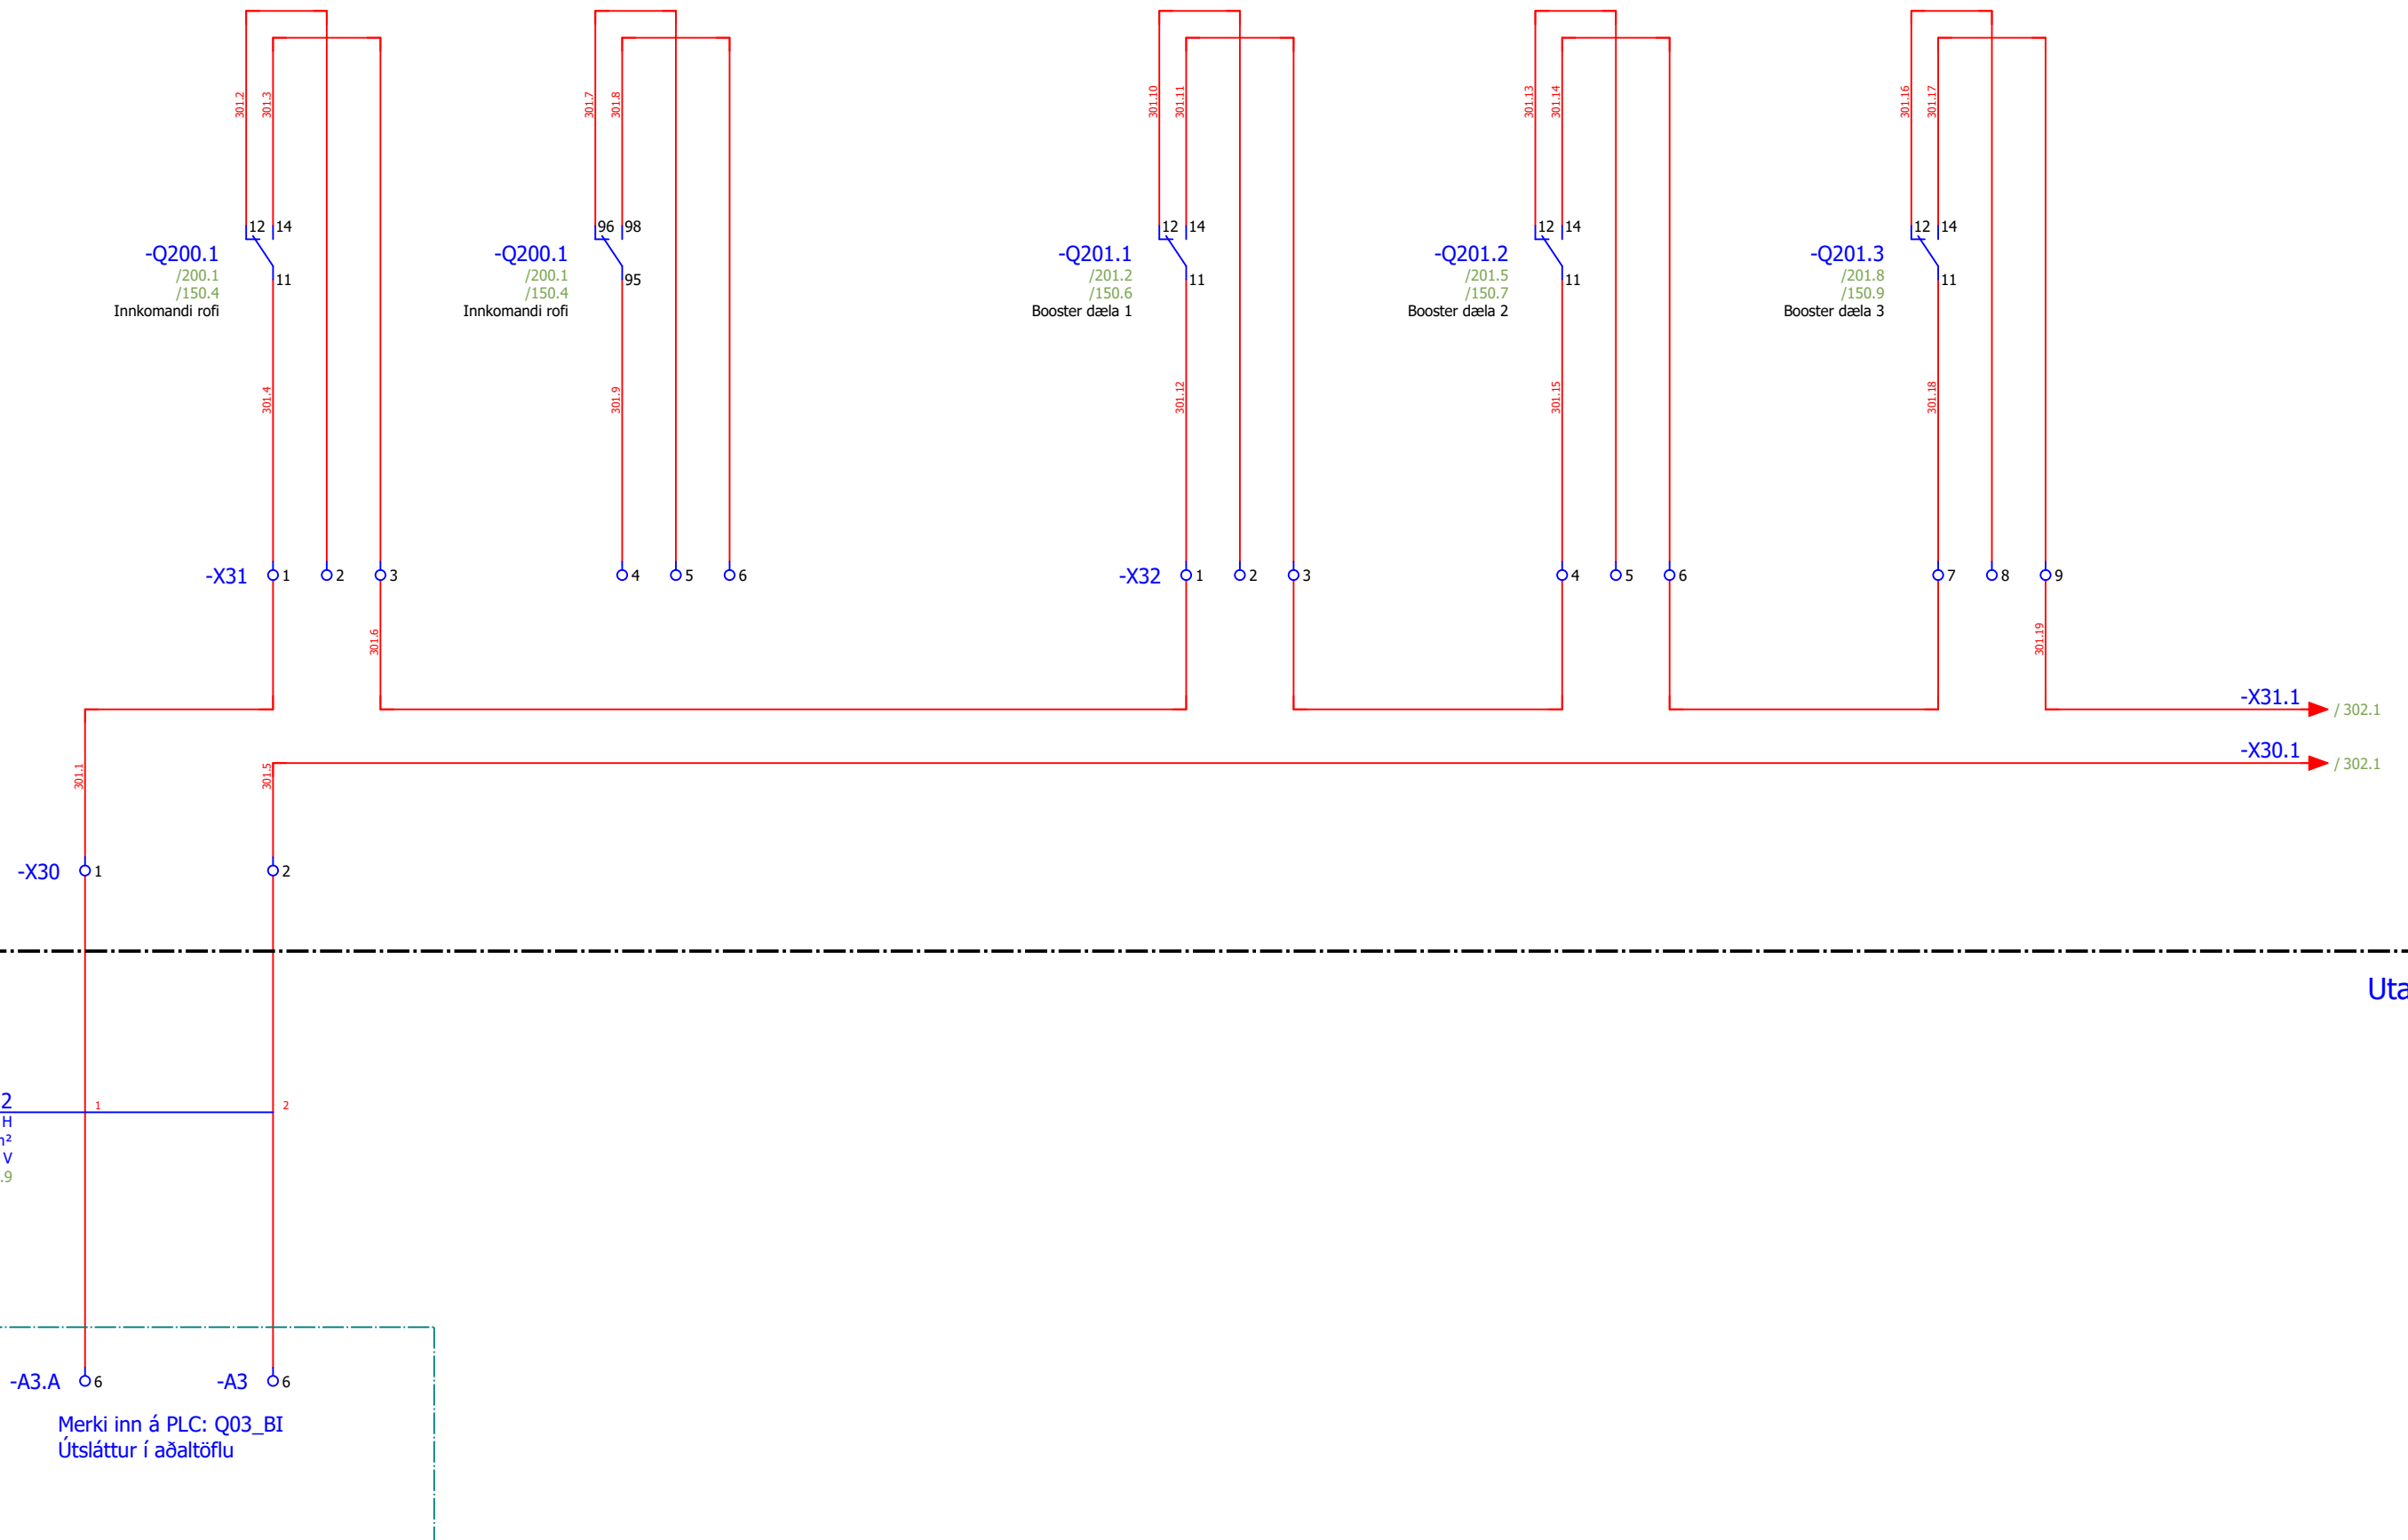 301.2
301.3
301.7
301.8
301.10
301.11
301.13
301.14
301.16
301.17
12 14
96 98
12 14
12 14
12 14
-Q200.1
/200.1
/150.4
Innkomandi rofi
11
-Q200.1
/200.1
/150.4
Innkomandi rofi
95
-Q201.1
/201.2
/150.6
Booster dæla 1
11
-Q201.2
/201.5
/150.7
Booster dæla 2
11
-Q201.3
/201.8
/150.9
Booster dæla 3
11
301.4
301.9
301.12
301.15
301.18
-X31 1 2 3 4 5 6
-X32 1 2 3 4 5 6 7 8 9
301.6
301.19
-X31.1 / 302.1
-X30.1 / 302.1
301.1
301.5
-X30 1 2
Uta
2
H
m²
V
.9
1
2
-A3.A 6
-A3 6
Merki inn á PLC: Q03_BI
Útsláttur í aðaltöflu